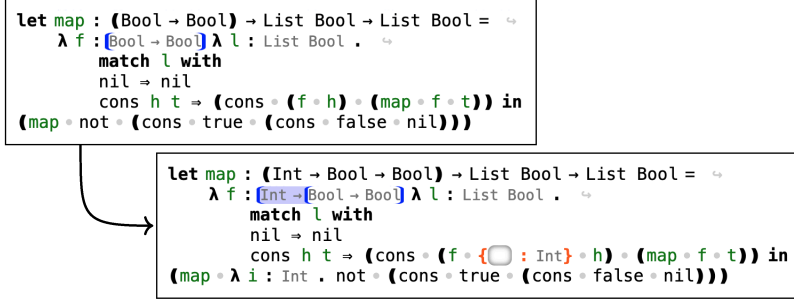 let map : (Bool → Bool) → List Bool → List Bool = ↪
λ f : (Bool → Bool) λ l : List Bool . ↪
match l with
nil ⇒ nil
cons h t ⇒ (cons • (f • h) • (map • f • t)) in
(map • not • (cons • true • (cons • false • nil)))
let map : (Int → Bool → Bool) → List Bool → List Bool = ↪
λ f : (Int → (Bool → Bool) λ l : List Bool . ↪
match l with
nil ⇒ nil
cons h t ⇒ (cons • (f • {▢ : Int} • h) • (map • f • t)) in
(map • λ i : Int . not • (cons • true • (cons • false • nil)))